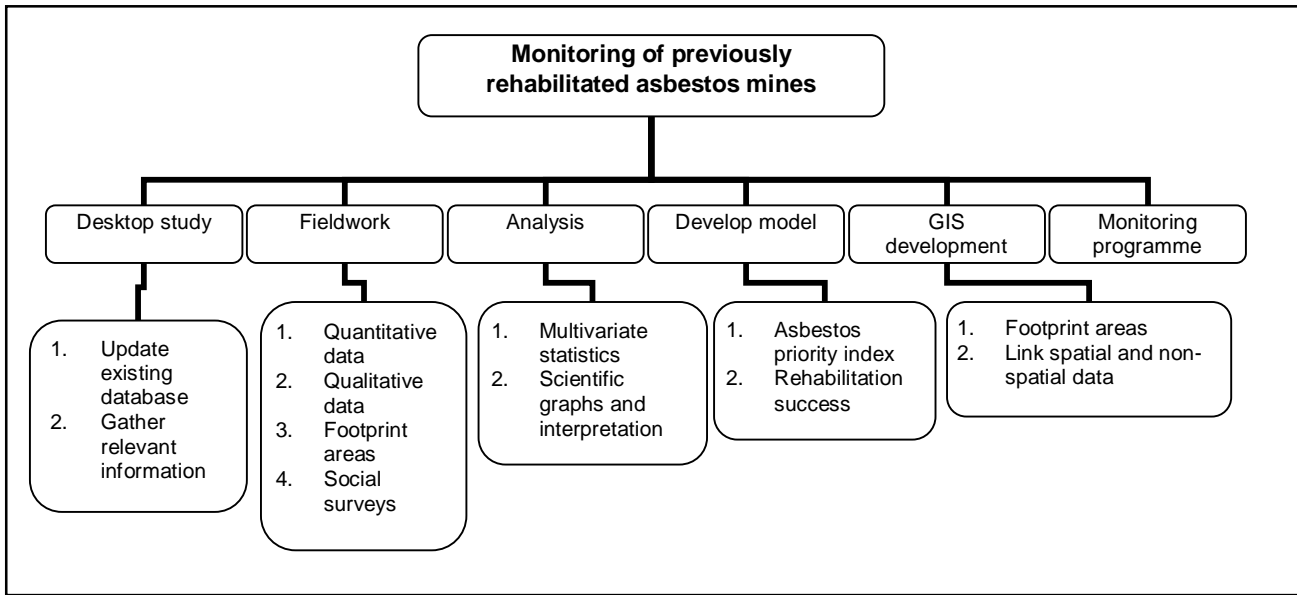 Monitoring of previously
rehabilitated asbestos mines
Desktop study
Fieldwork
Analysis
Develop model
GIS
development
Monitoring
programme
1. Update
existing
database
2. Gather
relevant
information
1. Quantitative
data
2. Qualitative
data
3. Footprint
areas
4. Social
surveys
1. Multivariate
statistics
2. Scientific
graphs and
interpretation
1. Asbestos
priority index
2. Rehabilitation
success
1. Footprint areas
2. Link spatial and non-
spatial data